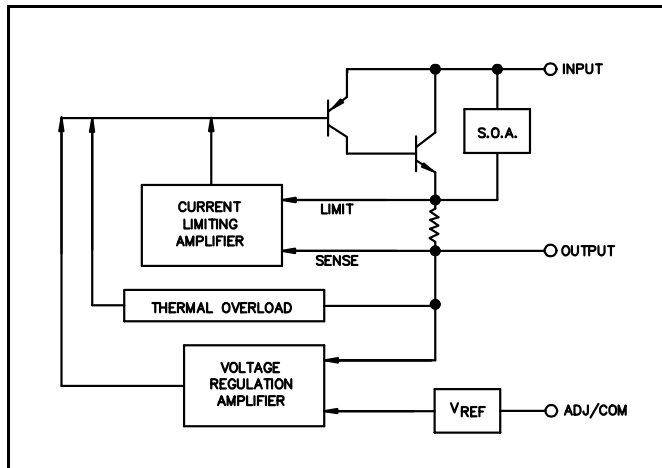 INPUT
S.O.A.
CURRENT
LIMITING
AMPLIFIER
LIMIT
SENSE
OUTPUT
THERMAL OVERLOAD
VOLTAGE
REGULATION
AMPLIFIER
VREF
ADJ/COM